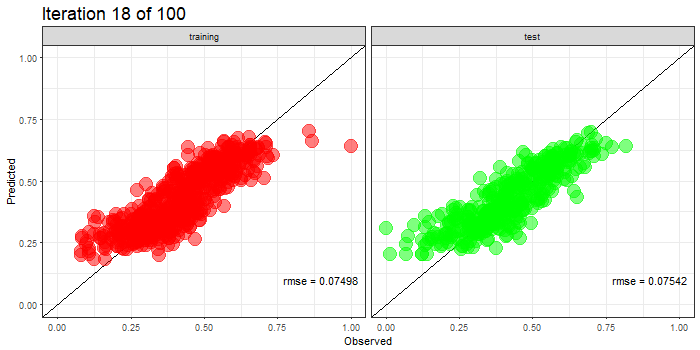 Iteration 18 of 100
training
test
1.00
0.75
0.50
0.25
0.00
Predicted
rmse = 0.07498
rmse = 0.07542
0.00 0.25 0.50 0.75 1.00
0.00 0.25 0.50 0.75 1.00
Observed